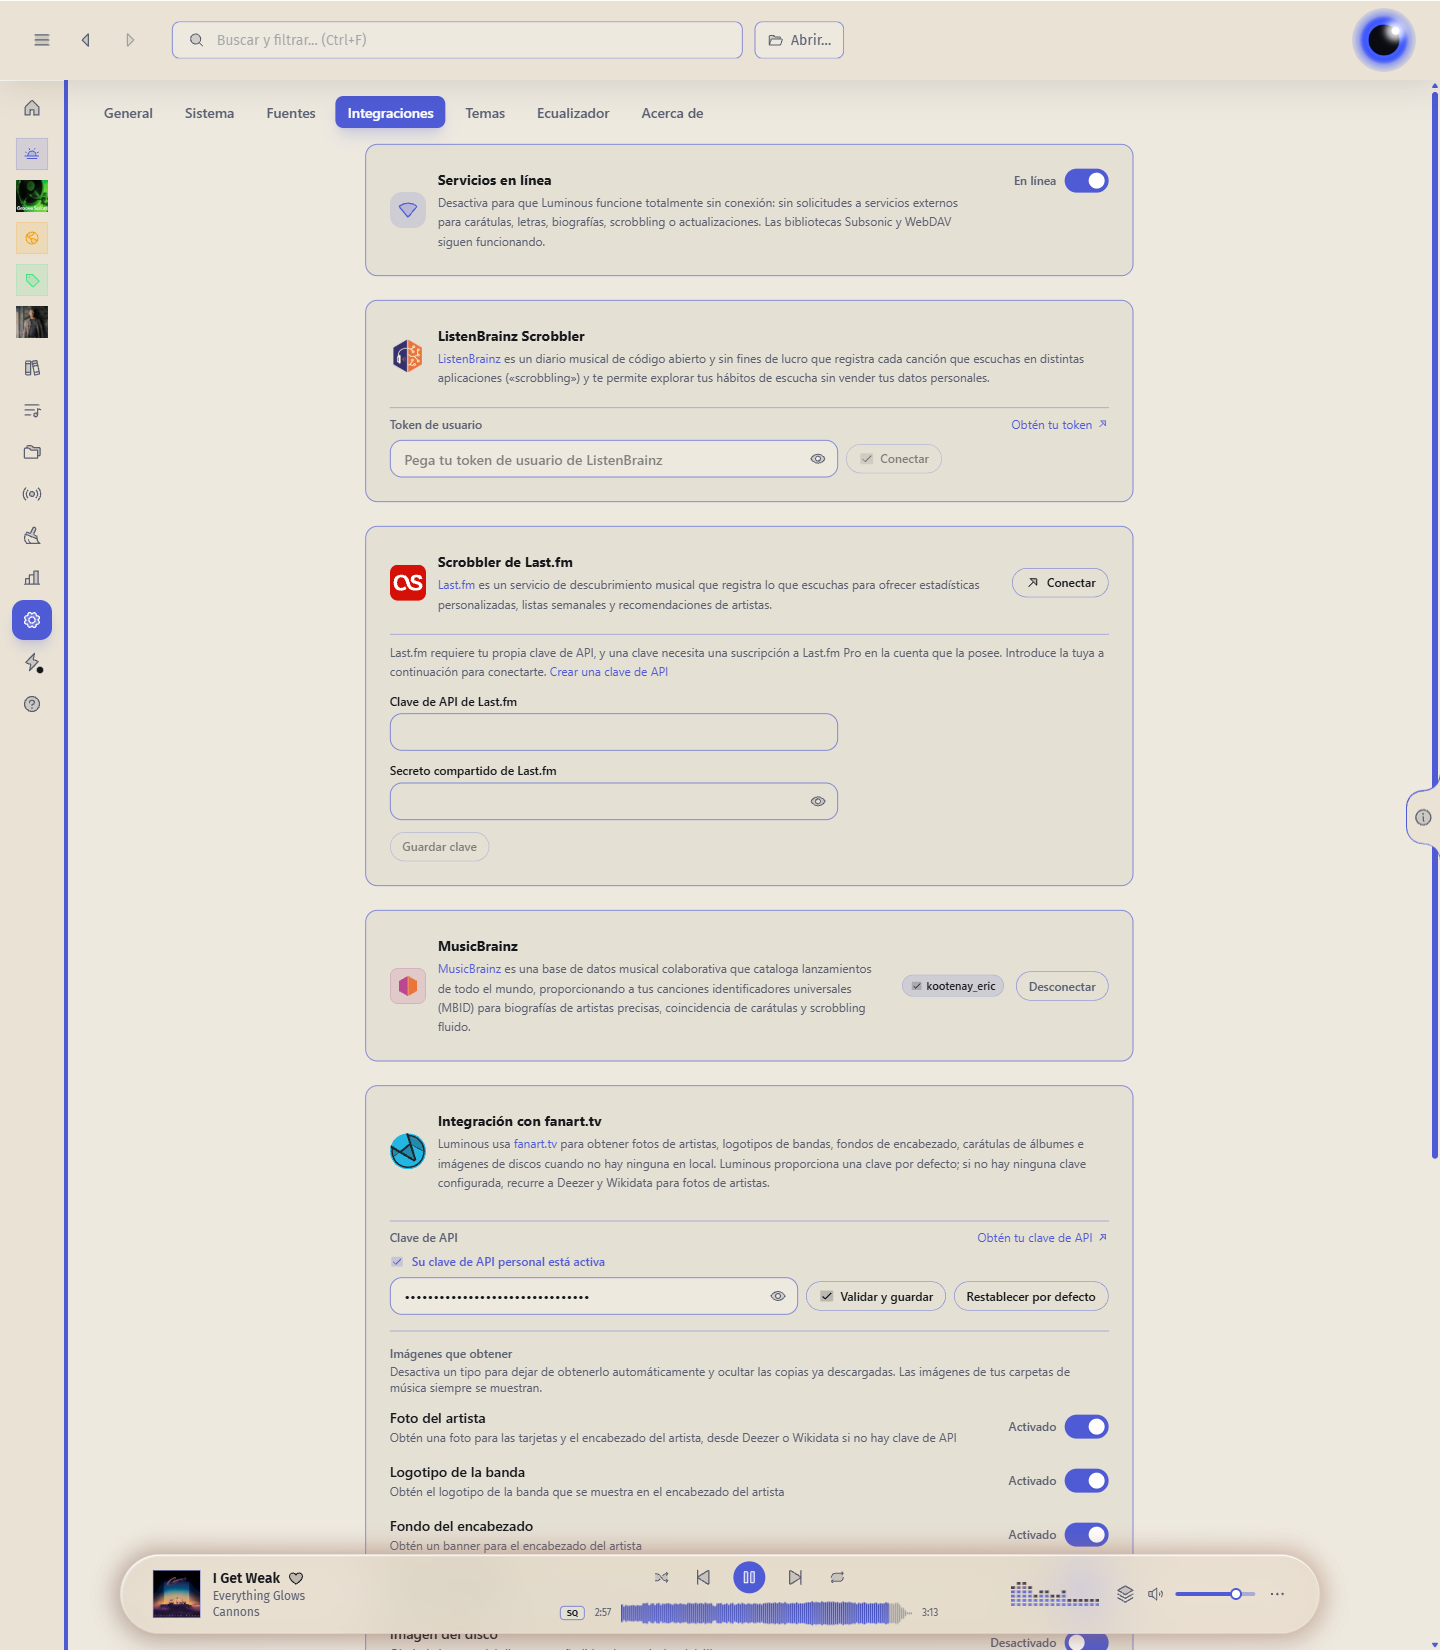 Buscar y filtrar... (Ctrl+F)
Abrir...
General
Sistema
Fuentes
Integraciones
Temas
Ecualizador
Acerca de
Servicios en línea
Desactiva para que Luminous funcione totalmente sin conexión: sin solicitudes a servicios externos
para carátulas, letras, biografías, scrobbling o actualizaciones. Las bibliotecas Subsonic y WebDAV
siguen funcionando.
En línea
ListenBrainz Scrobbler
ListenBrainz es un diario musical de código abierto y sin fines de lucro que registra cada canción que escuchas en distintas
aplicaciones («scrobbling») y te permite explorar tus hábitos de escucha sin vender tus datos personales.
Token de usuario
Obtén tu token
Pega tu token de usuario de ListenBrainz
Conectar
Scrobbler de Last.fm
Last.fm es un servicio de descubrimiento musical que registra lo que escuchas para ofrecer estadísticas
personalizadas, listas semanales y recomendaciones de artistas.
Conectar
Last.fm requiere tu propia clave de API, y una clave necesita una suscripción a Last.fm Pro en la cuenta que la posee. Introduce la tuya a
continuación para conectarte. Crear una clave de API
Clave de API de Last.fm
Secreto compartido de Last.fm
Guardar clave
MusicBrainz
MusicBrainz es una base de datos musical colaborativa que cataloga lanzamientos
de todo el mundo, proporcionando a tus canciones identificadores universales
(MBID) para biografías de artistas precisas, coincidencia de carátulas y scrobbling
fluido.
kootenay_eric
Desconectar
Integración con fanart.tv
Luminous usa fanart.tv para obtener fotos de artistas, logotipos de bandas, fondos de encabezado, carátulas de álbumes e
imágenes de discos cuando no hay ninguna en local. Luminous proporciona una clave por defecto; si no hay ninguna clave
configurada, recurre a Deezer y Wikidata para fotos de artistas.
Clave de API
Obtén tu clave de API
Su clave de API personal está activa
••••••••••••••••••••••••••••••••
Validar y guardar
Restablecer por defecto
Imágenes que obtener
Desactiva un tipo para dejar de obtenerlo automáticamente y ocultar las copias ya descargadas. Las imágenes de tus carpetas de
música siempre se muestran.
Foto del artista
Obtén una foto para las tarjetas y el encabezado del artista, desde Deezer o Wikidata si no hay clave de API
Activado
Logotipo de la banda
Obtén el logotipo de la banda que se muestra en el encabezado del artista
Activado
Fondo del encabezado
Obtén un banner para el encabezado del artista
Activado
I Get Weak
Everything Glows
Cannons
SQ
2:57
3:13
Imagen del disco
Desactivado